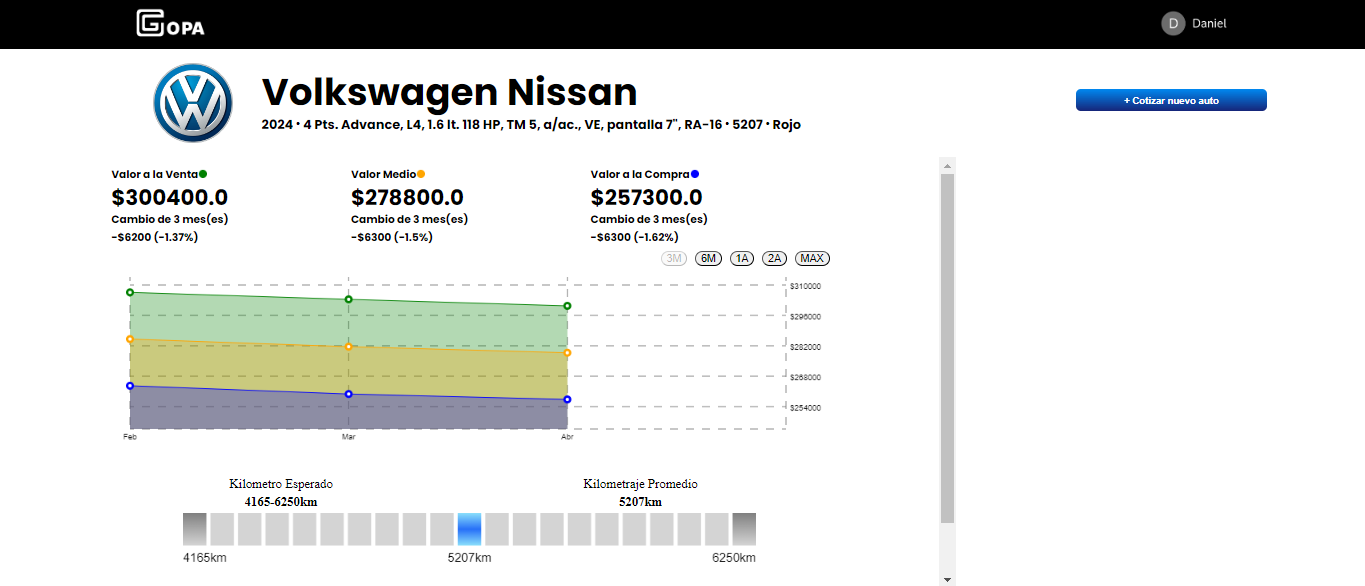 GOPA
D Daniel
Volkswagen Nissan
2024 • 4 Pts. Advance, L4, 1.6 lt. 118 HP, TM 5, a/ac., VE, pantalla 7", RA-16 • 5207 • Rojo
+ Cotizar nuevo auto
Valor a la Venta Valor Medio Valor a la Compra
$300400.0 $278800.0 $257300.0
Cambio de 3 mes(es) Cambio de 3 mes(es) Cambio de 3 mes(es)
-$6200 (-1.37%) -$6300 (-1.5%) -$6300 (-1.62%)
3M 6M 1A 2A MAX
$310000
$296000
$282000
$268000
$254000
Feb Mar Abr
Kilometro Esperado Kilometraje Promedio
4165-6250km 5207km
4165km 5207km 6250km